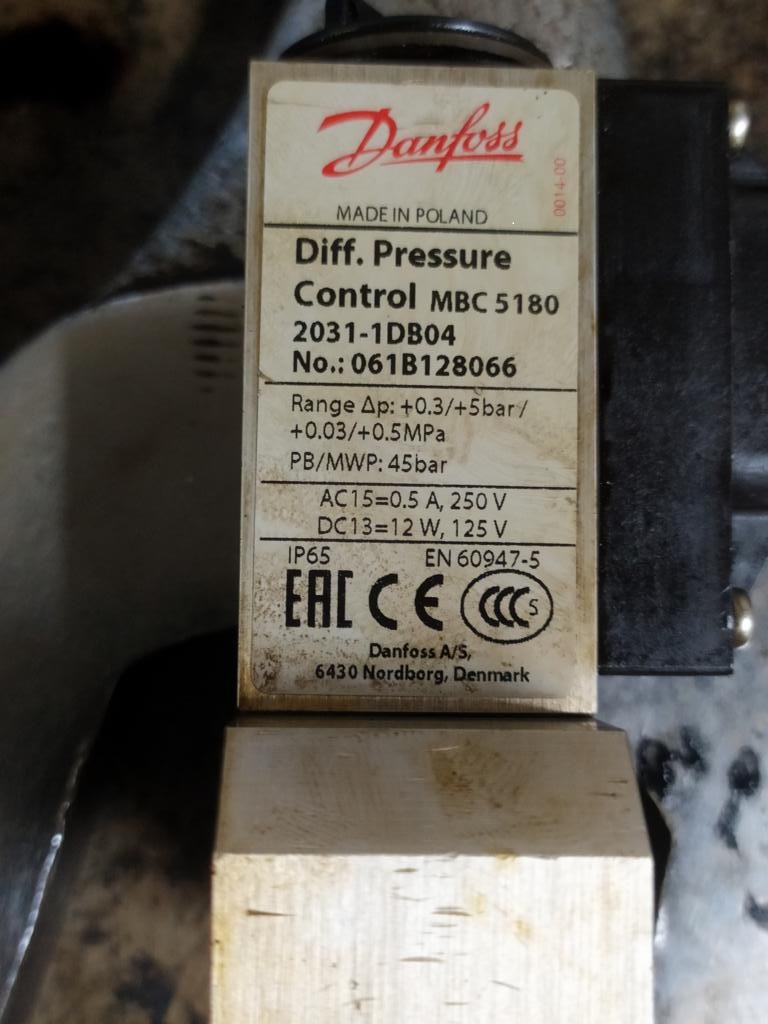 Danfoss
0014-00
MADE IN POLAND
Diff. Pressure
Control MBC 5180
2031-1DB04
No.: 061B128066
Range Δp: +0.3/+5bar/
+0.03/+0.5MPa
PB/MWP: 45bar
AC15=0.5 A, 250 V
DC13=12 W, 125 V
IP65 EN 60947-5
EAC CE CCC S
Danfoss A/S,
6430 Nordborg, Denmark